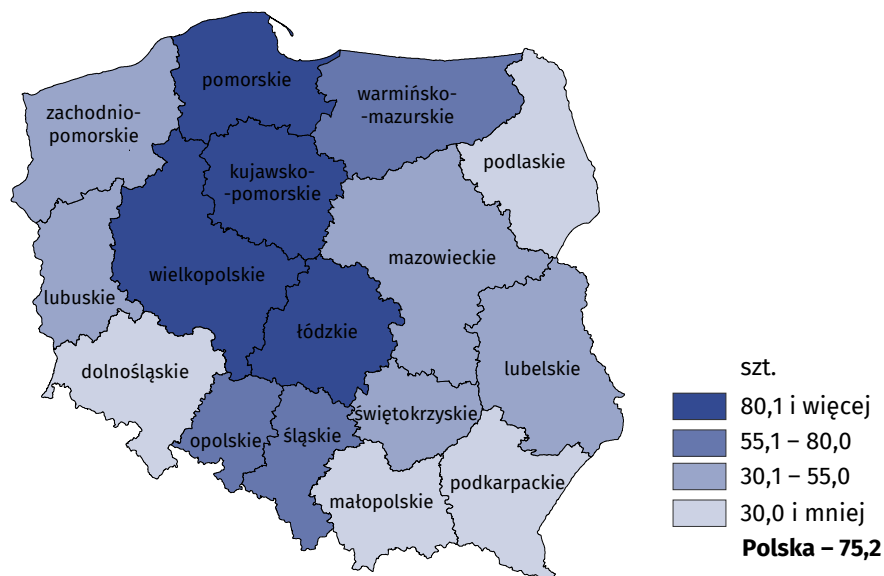 pomorskie
warmińsko-
-mazurskie
zachodnio-
pomorskie
podlaskie
kujawsko-
-pomorskie
mazowieckie
wielkopolskie
lubuskie
łódzkie
dolnośląskie
lubelskie
świętokrzyskie
opolskie
śląskie
małopolskie
podkarpackie
szt.
80,1 i więcej
55,1 – 80,0
30,1 – 55,0
30,0 i mniej
Polska – 75,2